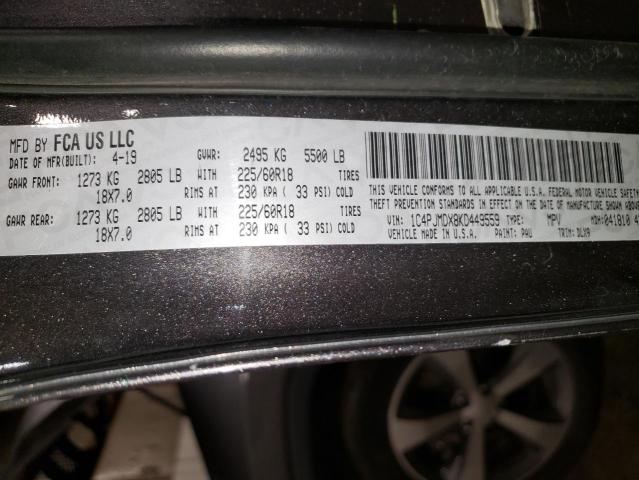 MFD BY FCA US LLC
DATE OF MFR(BUILT): 4-19 GVWR: 2495 KG 5500 LB
GAWR FRONT: 1273 KG 2805 LB WITH 225/60R18 TIRES
18X7.0 RIMS AT 230 KPA ( 33 PSI) COLD
GAWR REAR: 1273 KG 2805 LB WITH 225/60R18 TIRES
18X7.0 RIMS AT 230 KPA ( 33 PSI) COLD
THIS VEHICLE CONFORMS TO ALL APPLICABLE U.S.A. FEDERAL MOTOR VEHICLE SAFETY
THEFT PREVENTION STANDARDS IN EFFECT ON THE DATE OF MANUFACTURE SHOWN ABOVE
VIN: 1C4PJMDX8KD449559 TYPE: MPV MDH: 041810
VEHICLE MADE IN U.S.A. PAINT: PAU TRIM: DLX9